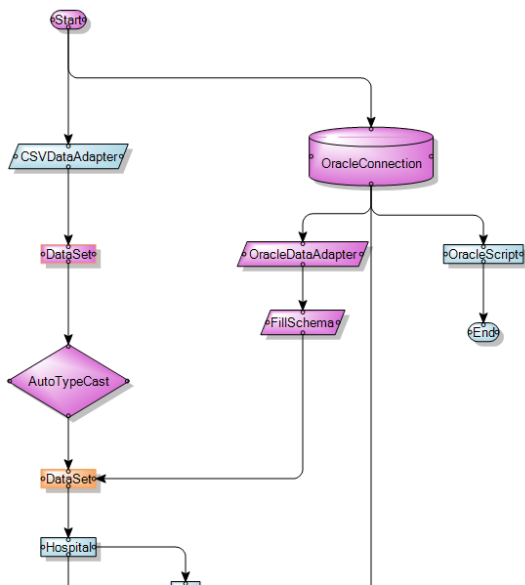 Start
CSVDataAdapter
OracleConnection
DataSet
OracleDataAdapter
OracleScript
FillSchema
End
AutoTypeCast
DataSet
Hospital